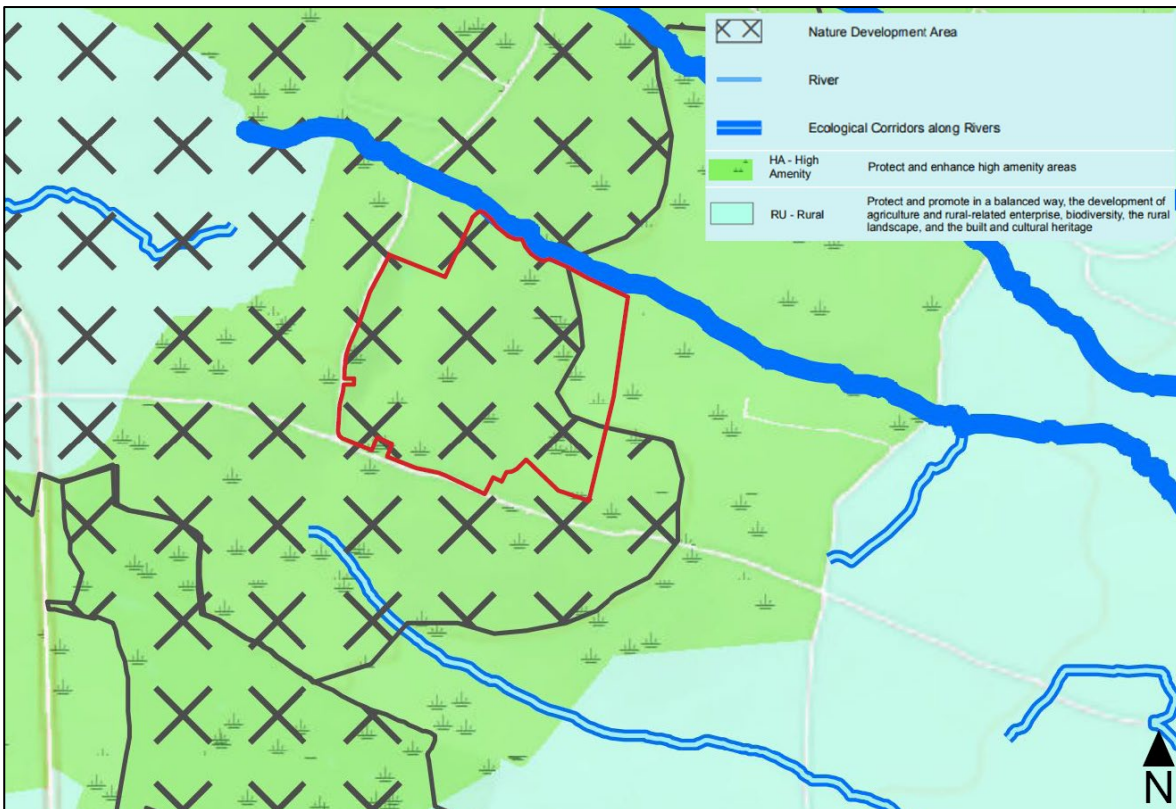 Nature Development Area
River
Ecological Corridors along Rivers
HA - High
Amenity
Protect and enhance high amenity areas
RU - Rural
Protect and promote in a balanced way, the development of
agriculture and rural-related enterprise, biodiversity, the rural
landscape, and the built and cultural heritage
N